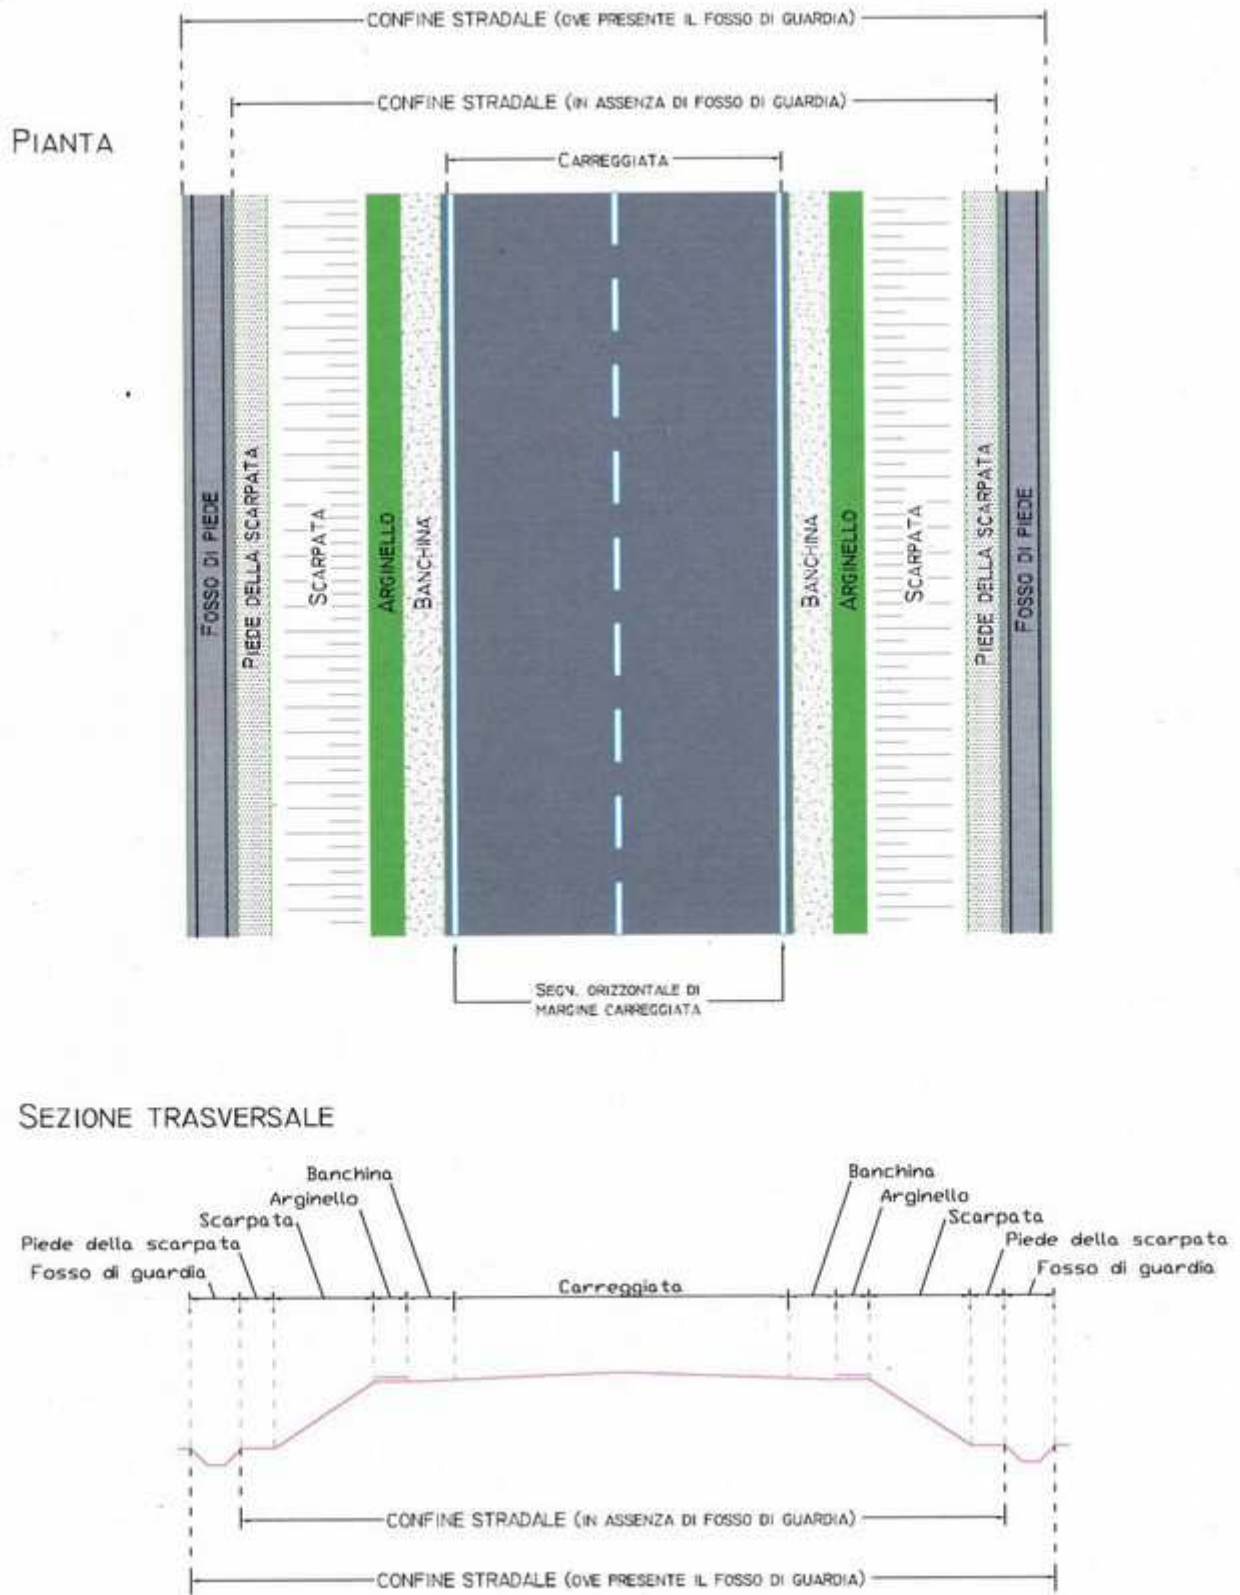 CONFINE STRADALE (OVE PRESENTE IL FOSSO DI GUARDIA)
CONFINE STRADALE (IN ASSENZA DI FOSSO DI GUARDIA)
PIANTA
CARREGGIATA
FOSSO DI PIEDE
PIEDE DELLA SCARPATA
SCARPATA
ARGINELLO
BANCHINA
BANCHINA
ARGINELLO
SCARPATA
PIEDE DELLA SCARPATA
FOSSO DI PIEDE
SEGN. ORIZZONTALE DI
MARGINE CARREGGIATA
SEZIONE TRASVERSALE
Banchina
Arginello
Scarpata
Piede della scarpata
Fosso di guardia
Carreggiata
Banchina
Arginello
Scarpata
Piede della scarpata
Fosso di guardia
CONFINE STRADALE (IN ASSENZA DI FOSSO DI GUARDIA)
CONFINE STRADALE (OVE PRESENTE IL FOSSO DI GUARDIA)